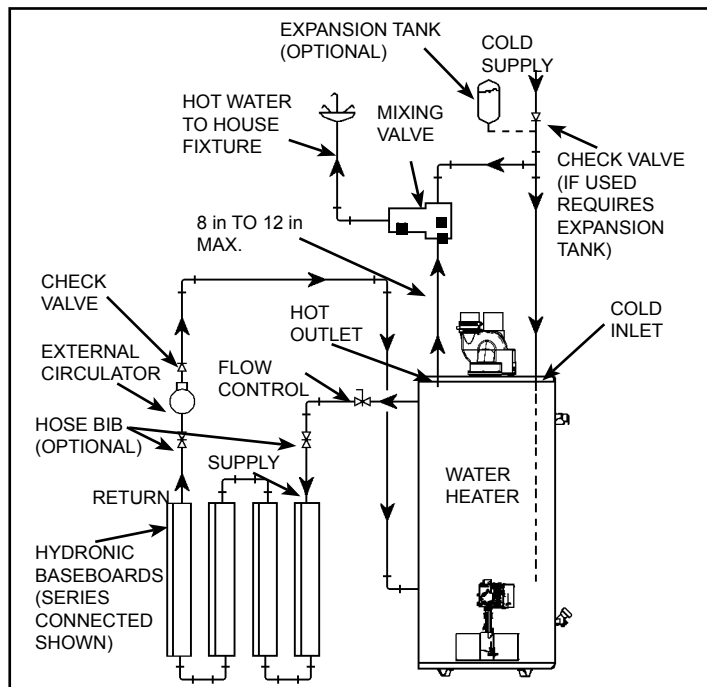 EXPANSION TANK
(OPTIONAL)
COLD
SUPPLY
HOT WATER
TO HOUSE
FIXTURE
MIXING
VALVE
CHECK VALVE
(IF USED
REQUIRES
EXPANSION
TANK)
8 in TO 12 in
MAX.
CHECK
VALVE
HOT
OUTLET
COLD
INLET
EXTERNAL
CIRCULATOR
FLOW
CONTROL
HOSE BIB
(OPTIONAL)
SUPPLY
WATER
HEATER
RETURN
HYDRONIC
BASEBOARDS
(SERIES
CONNECTED
SHOWN)